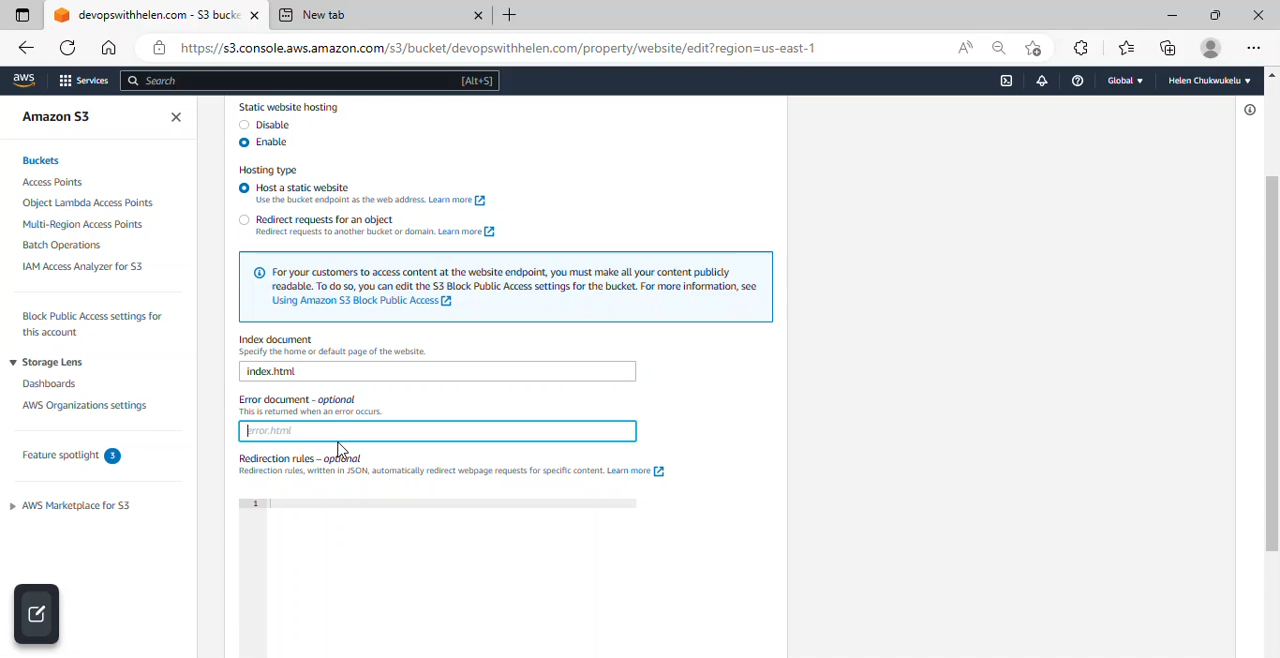 devopswithhelen.com - S3 bucke
New tab
https://s3.console.aws.amazon.com/s3/bucket/devopswithhelen.com/property/website/edit?region=us-east-1
aws
Services
Search
[Alt+S]
Global
Helen Chukwukelu
Amazon S3
Buckets
Access Points
Object Lambda Access Points
Multi-Region Access Points
Batch Operations
IAM Access Analyzer for S3
Block Public Access settings for
this account
Storage Lens
Dashboards
AWS Organizations settings
Feature spotlight 3
AWS Marketplace for S3
Static website hosting
Disable
Enable
Hosting type
Host a static website
Use the bucket endpoint as the web address. Learn more
Redirect requests for an object
Redirect requests to another bucket or domain. Learn more
For your customers to access content at the website endpoint, you must make all your content publicly
readable. To do so, you can edit the S3 Block Public Access settings for the bucket. For more information, see
Using Amazon S3 Block Public Access
Index document
Specify the home or default page of the website.
index.html
Error document - optional
This is returned when an error occurs.
error.html
Redirection rules – optional
Redirection rules, written in JSON, automatically redirect webpage requests for specific content. Learn more
1